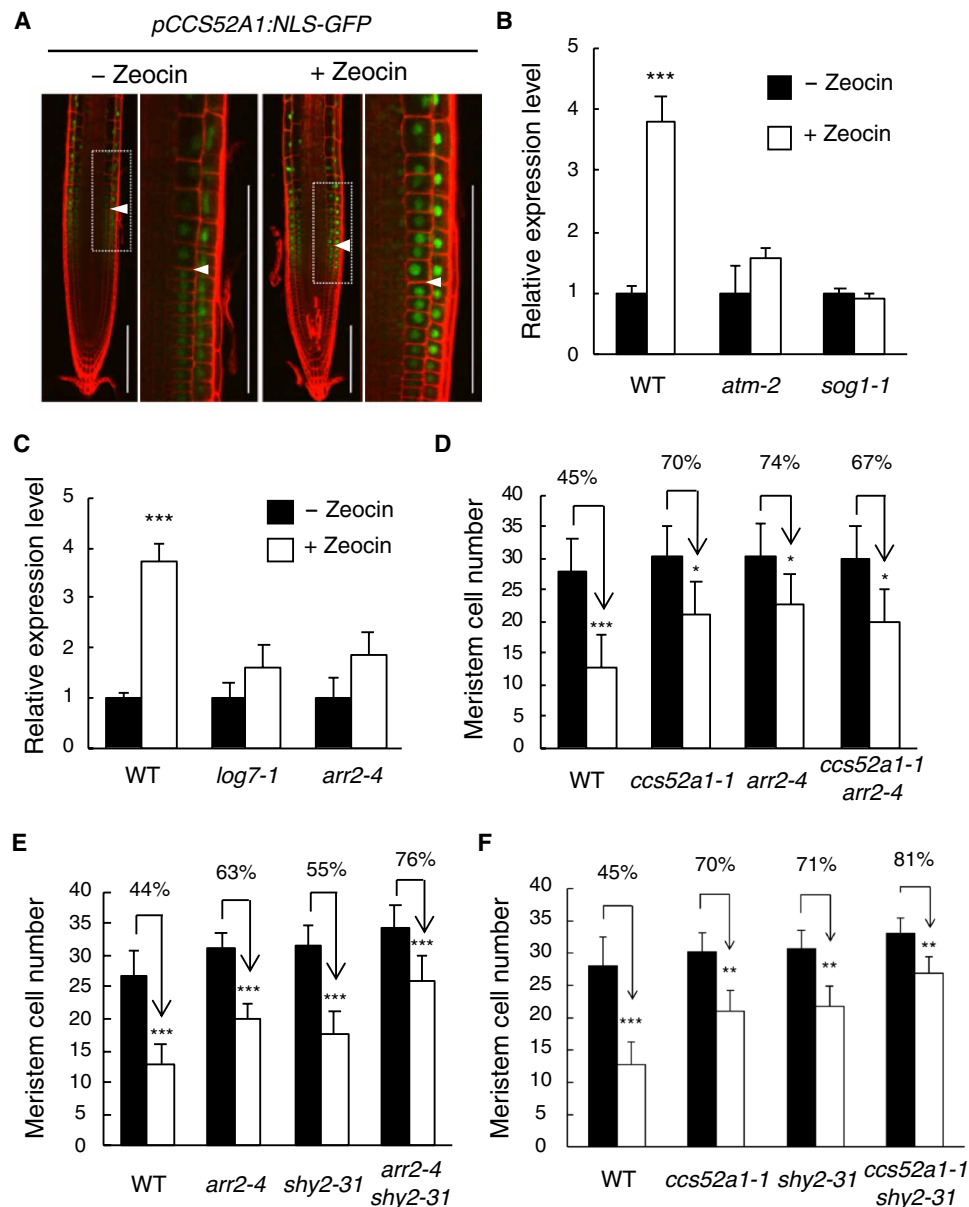 A
pCCS52A1:NLS-GFP
– Zeocin
+ Zeocin
B
Relative expression level
5
4
3
2
1
0
***
– Zeocin
+ Zeocin
WT
atm-2
sog1-1
C
Relative expression level
5
4
3
2
1
0
***
– Zeocin
+ Zeocin
WT
log7-1
arr2-4
D
Meristem cell number
40
35
30
25
20
15
10
5
0
45%
70%
74%
67%
***
*
*
*
WT
ccs52a1-1
arr2-4
ccs52a1-1
arr2-4
E
Meristem cell number
40
35
30
25
20
15
10
5
0
44%
63%
55%
76%
***
***
***
***
WT
arr2-4
shy2-31
arr2-4
shy2-31
F
Meristem cell number
40
35
30
25
20
15
10
5
0
45%
70%
71%
81%
***
**
**
**
WT
ccs52a1-1
shy2-31
ccs52a1-1
shy2-31